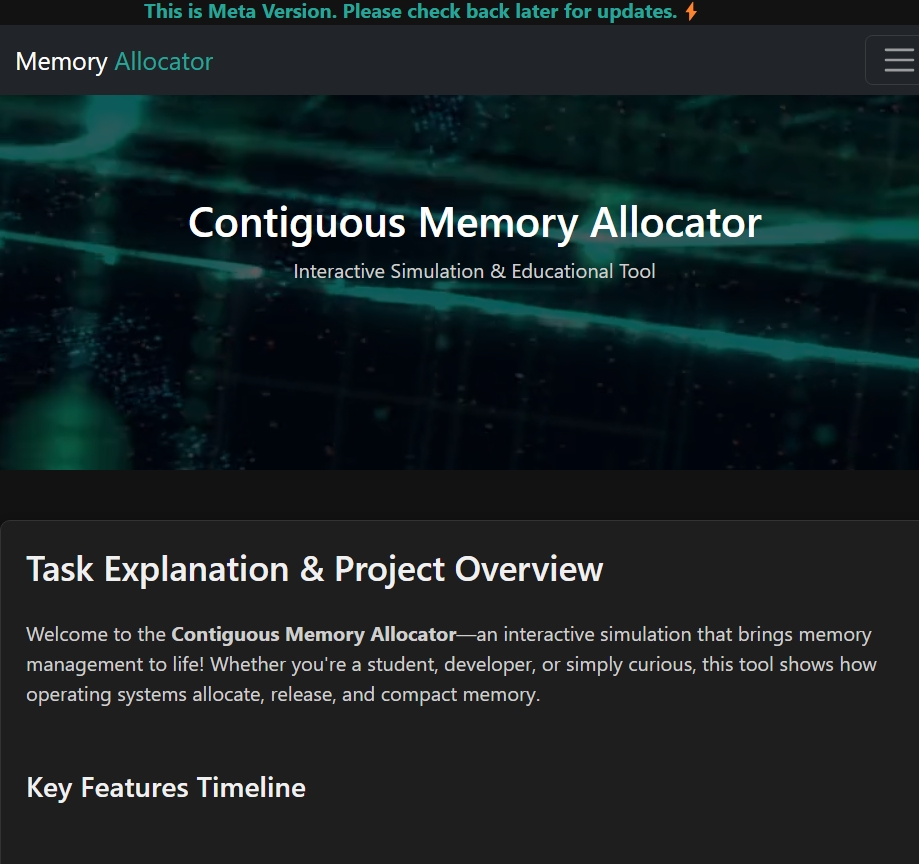 This is Meta Version. Please check back later for updates. ⚡
Memory Allocator
Contiguous Memory Allocator
Interactive Simulation & Educational Tool
Task Explanation & Project Overview
Welcome to the Contiguous Memory Allocator—an interactive simulation that brings memory
management to life! Whether you're a student, developer, or simply curious, this tool shows how
operating systems allocate, release, and compact memory.
Key Features Timeline